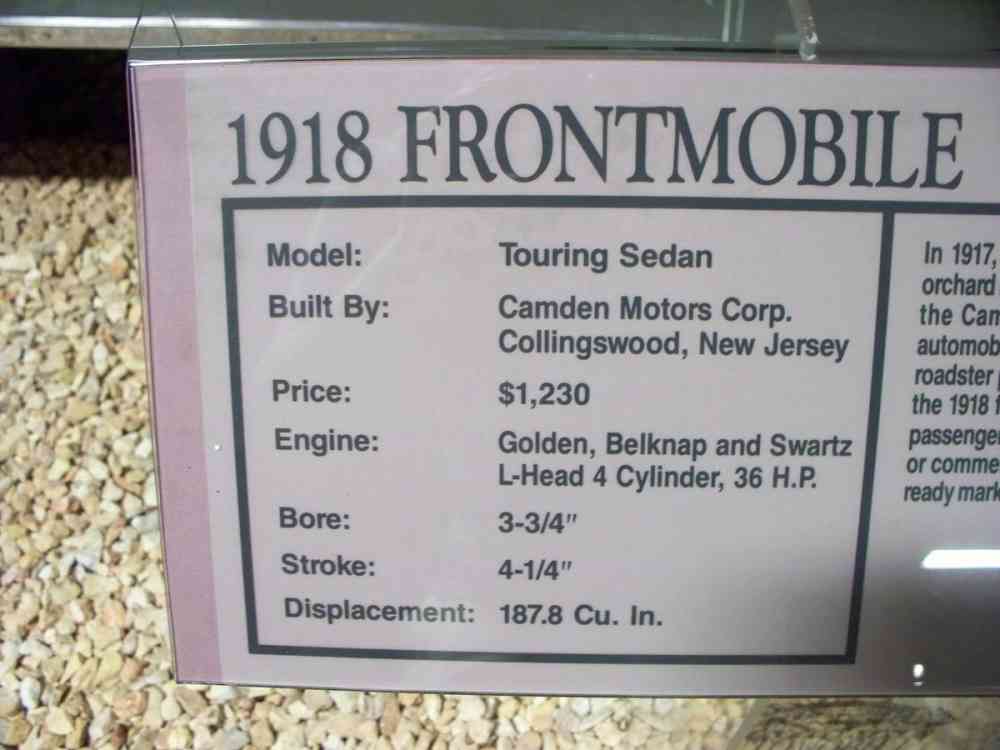 1918 FRONTMOBILE
Model: Touring Sedan
Built By: Camden Motors Corp.
Collingswood, New Jersey
Price: $1,230
Engine: Golden, Belknap and Swartz
L-Head 4 Cylinder, 36 H.P.
Bore: 3-3/4"
Stroke: 4-1/4"
Displacement: 187.8 Cu. In.
In 1917,
orchard
the Cam
automob
roadster
the 1918
passenge
or comme
ready mark